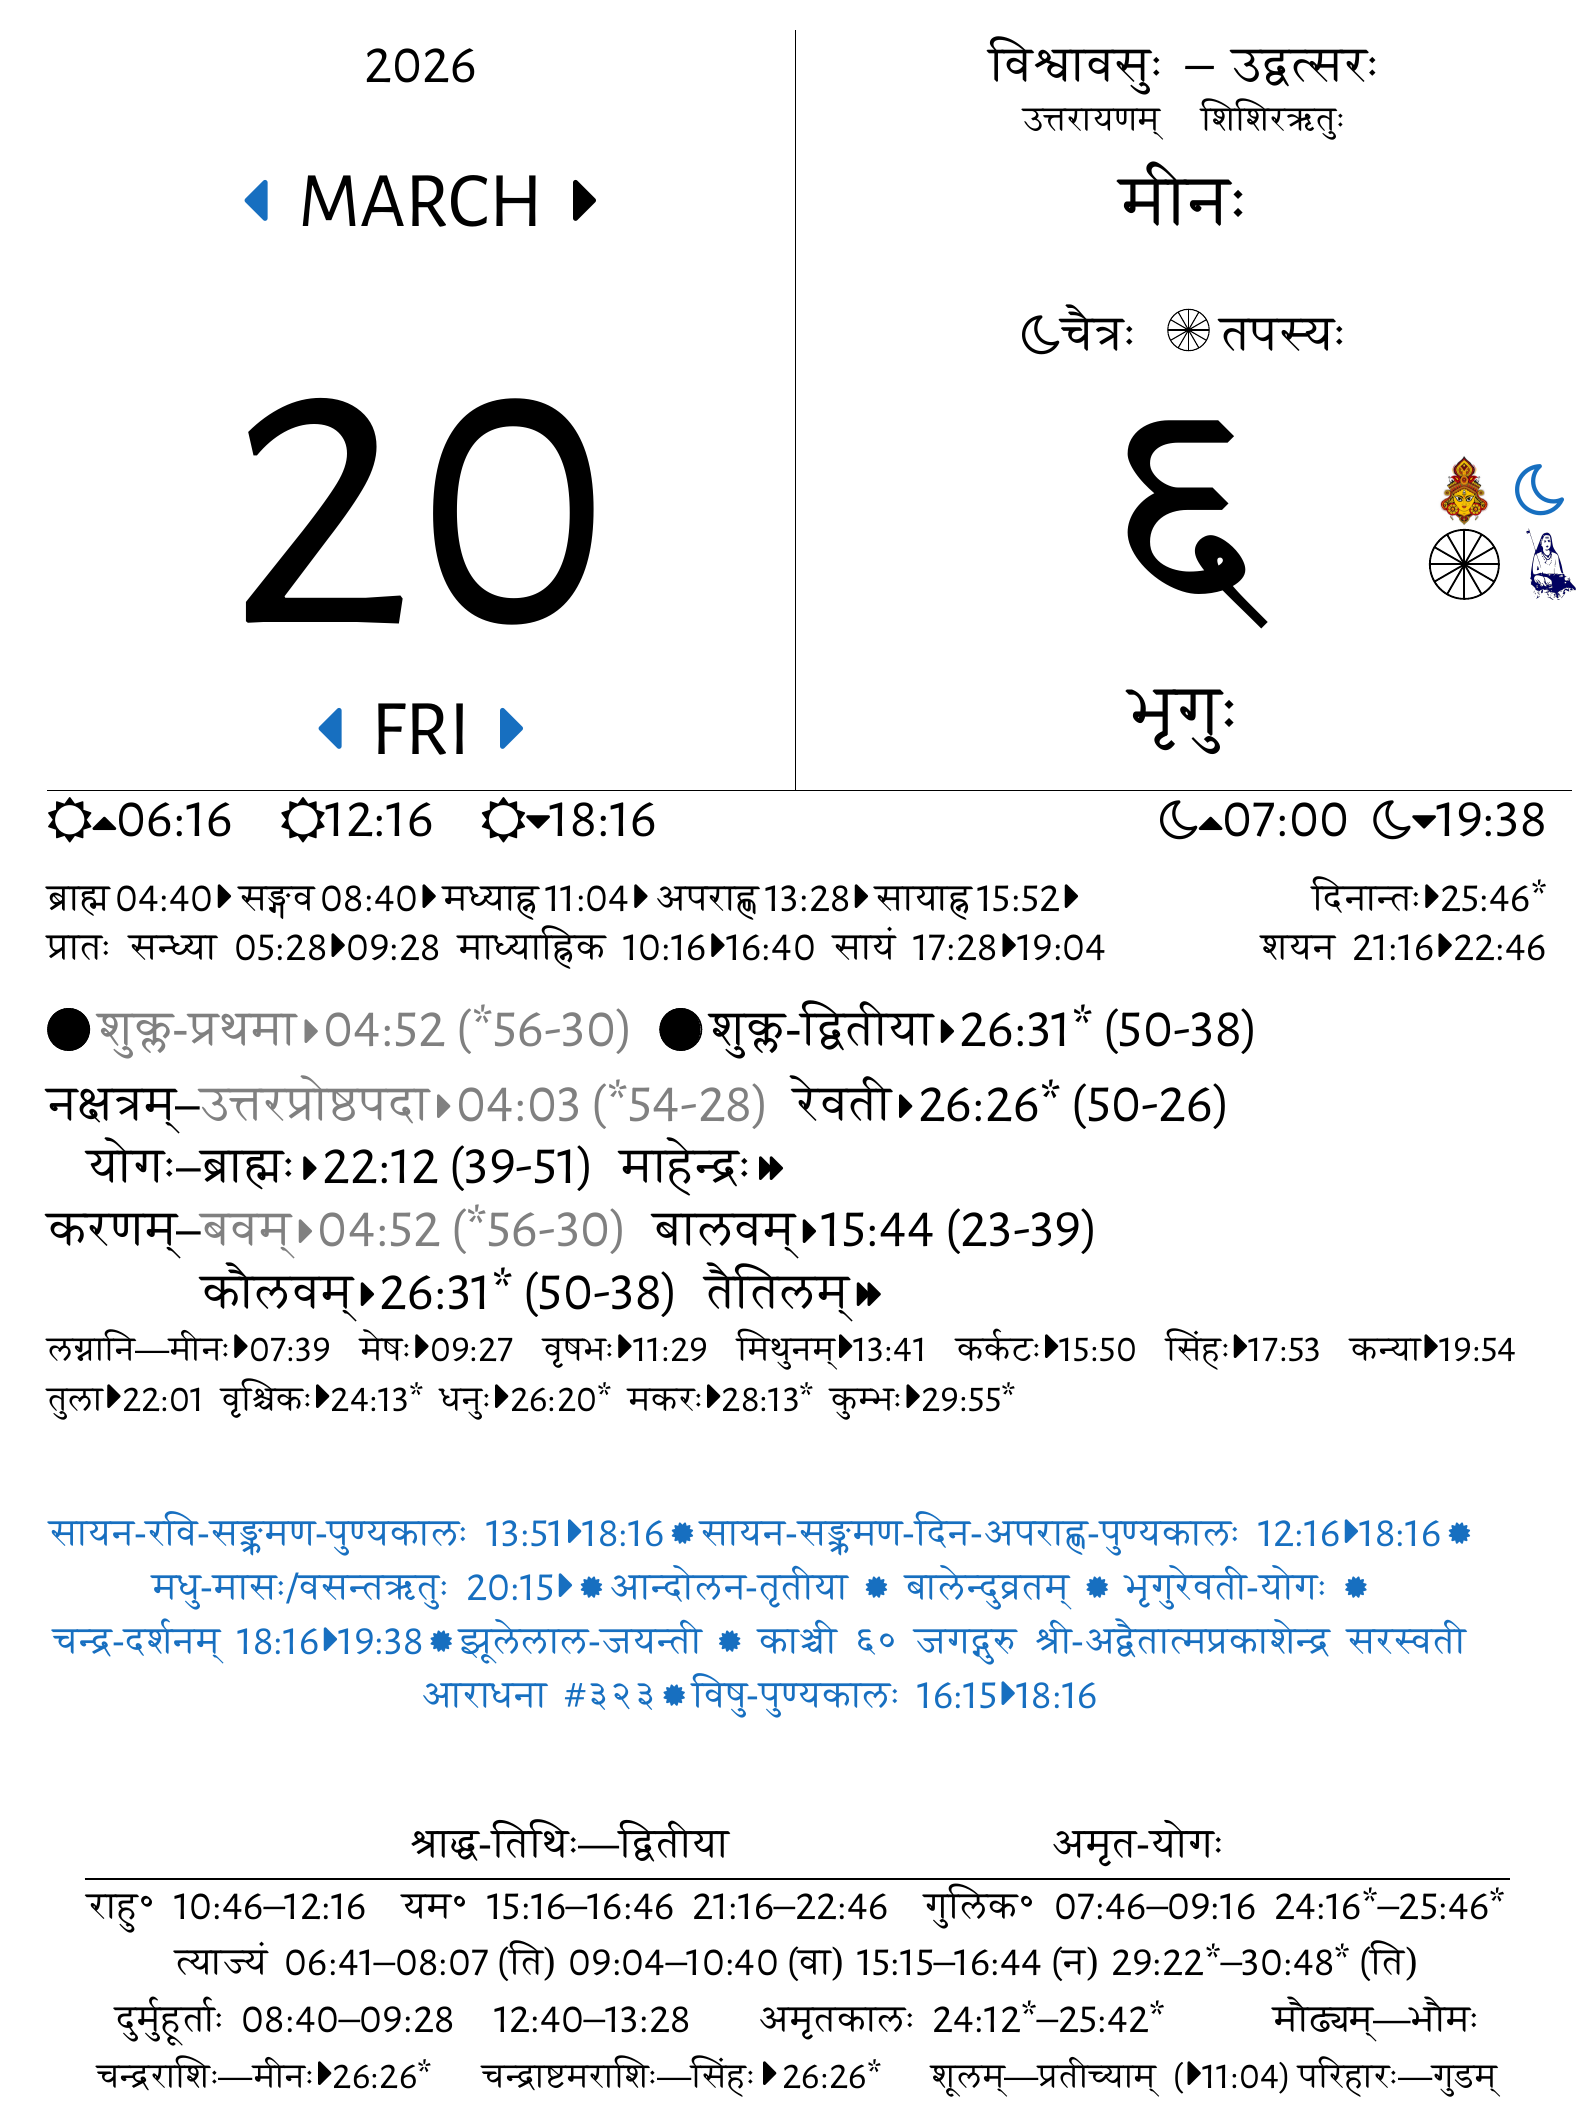 2026
MARCH
20
FRI
विश्वावसुः – उद्वत्सरः
उत्तरायणम् शिशिरऋतुः
मीनः
चैत्रः तपस्यः
६
भृगुः
06:16 12:16 18:16 07:00 19:38
ब्राह्म 04:40 सङ्गव 08:40 मध्याह्न 11:04 अपराह्ण 13:28 सायाह्न 15:52 दिनान्तः 25:46*
प्रातः सन्ध्या 05:28 09:28 माध्याह्निक 10:16 16:40 सायं 17:28 19:04 शयन 21:16 22:46
शुक्ल-प्रथमा 04:52 (*56-30) शुक्ल-द्वितीया 26:31* (50-38)
नक्षत्रम्–उत्तरप्रोष्ठपदा 04:03 (*54-28) रेवती 26:26* (50-26)
योगः–ब्राह्मः 22:12 (39-51) माहेन्द्रः
करणम्–बवम् 04:52 (*56-30) बालवम् 15:44 (23-39)
कौलवम् 26:31* (50-38) तैतिलम्
लग्नानि—मीनः 07:39 मेषः 09:27 वृषभः 11:29 मिथुनम् 13:41 कर्कटः 15:50 सिंहः 17:53 कन्या 19:54
तुला 22:01 वृश्चिकः 24:13* धनुः 26:20* मकरः 28:13* कुम्भः 29:55*
सायन-रवि-सङ्क्रमण-पुण्यकालः 13:51 18:16 सायन-सङ्क्रमण-दिन-अपराह्ण-पुण्यकालः 12:16 18:16
मधु-मासः/वसन्तऋतुः 20:15 आन्दोलन-तृतीया बालेन्दुव्रतम् भृगुरेवती-योगः
चन्द्र-दर्शनम् 18:16 19:38 झूलेलाल-जयन्ती काञ्ची ६० जगद्गुरु श्री-अद्वैतात्मप्रकाशेन्द्र सरस्वती
आराधना #३२३ विषु-पुण्यकालः 16:15 18:16
श्राद्ध-तिथिः—द्वितीया अमृत-योगः
राहु॰ 10:46–12:16 यम॰ 15:16–16:46 21:16–22:46 गुलिक॰ 07:46–09:16 24:16*–25:46*
त्याज्यं 06:41–08:07 (ति) 09:04–10:40 (वा) 15:15–16:44 (न) 29:22*–30:48* (ति)
दुर्मुहूर्ताः 08:40–09:28 12:40–13:28 अमृतकालः 24:12*–25:42* मौढ्यम्—भौमः
चन्द्रराशिः—मीनः 26:26* चन्द्राष्टमराशिः—सिंहः 26:26* शूलम्—प्रतीच्याम् (11:04) परिहारः—गुडम्